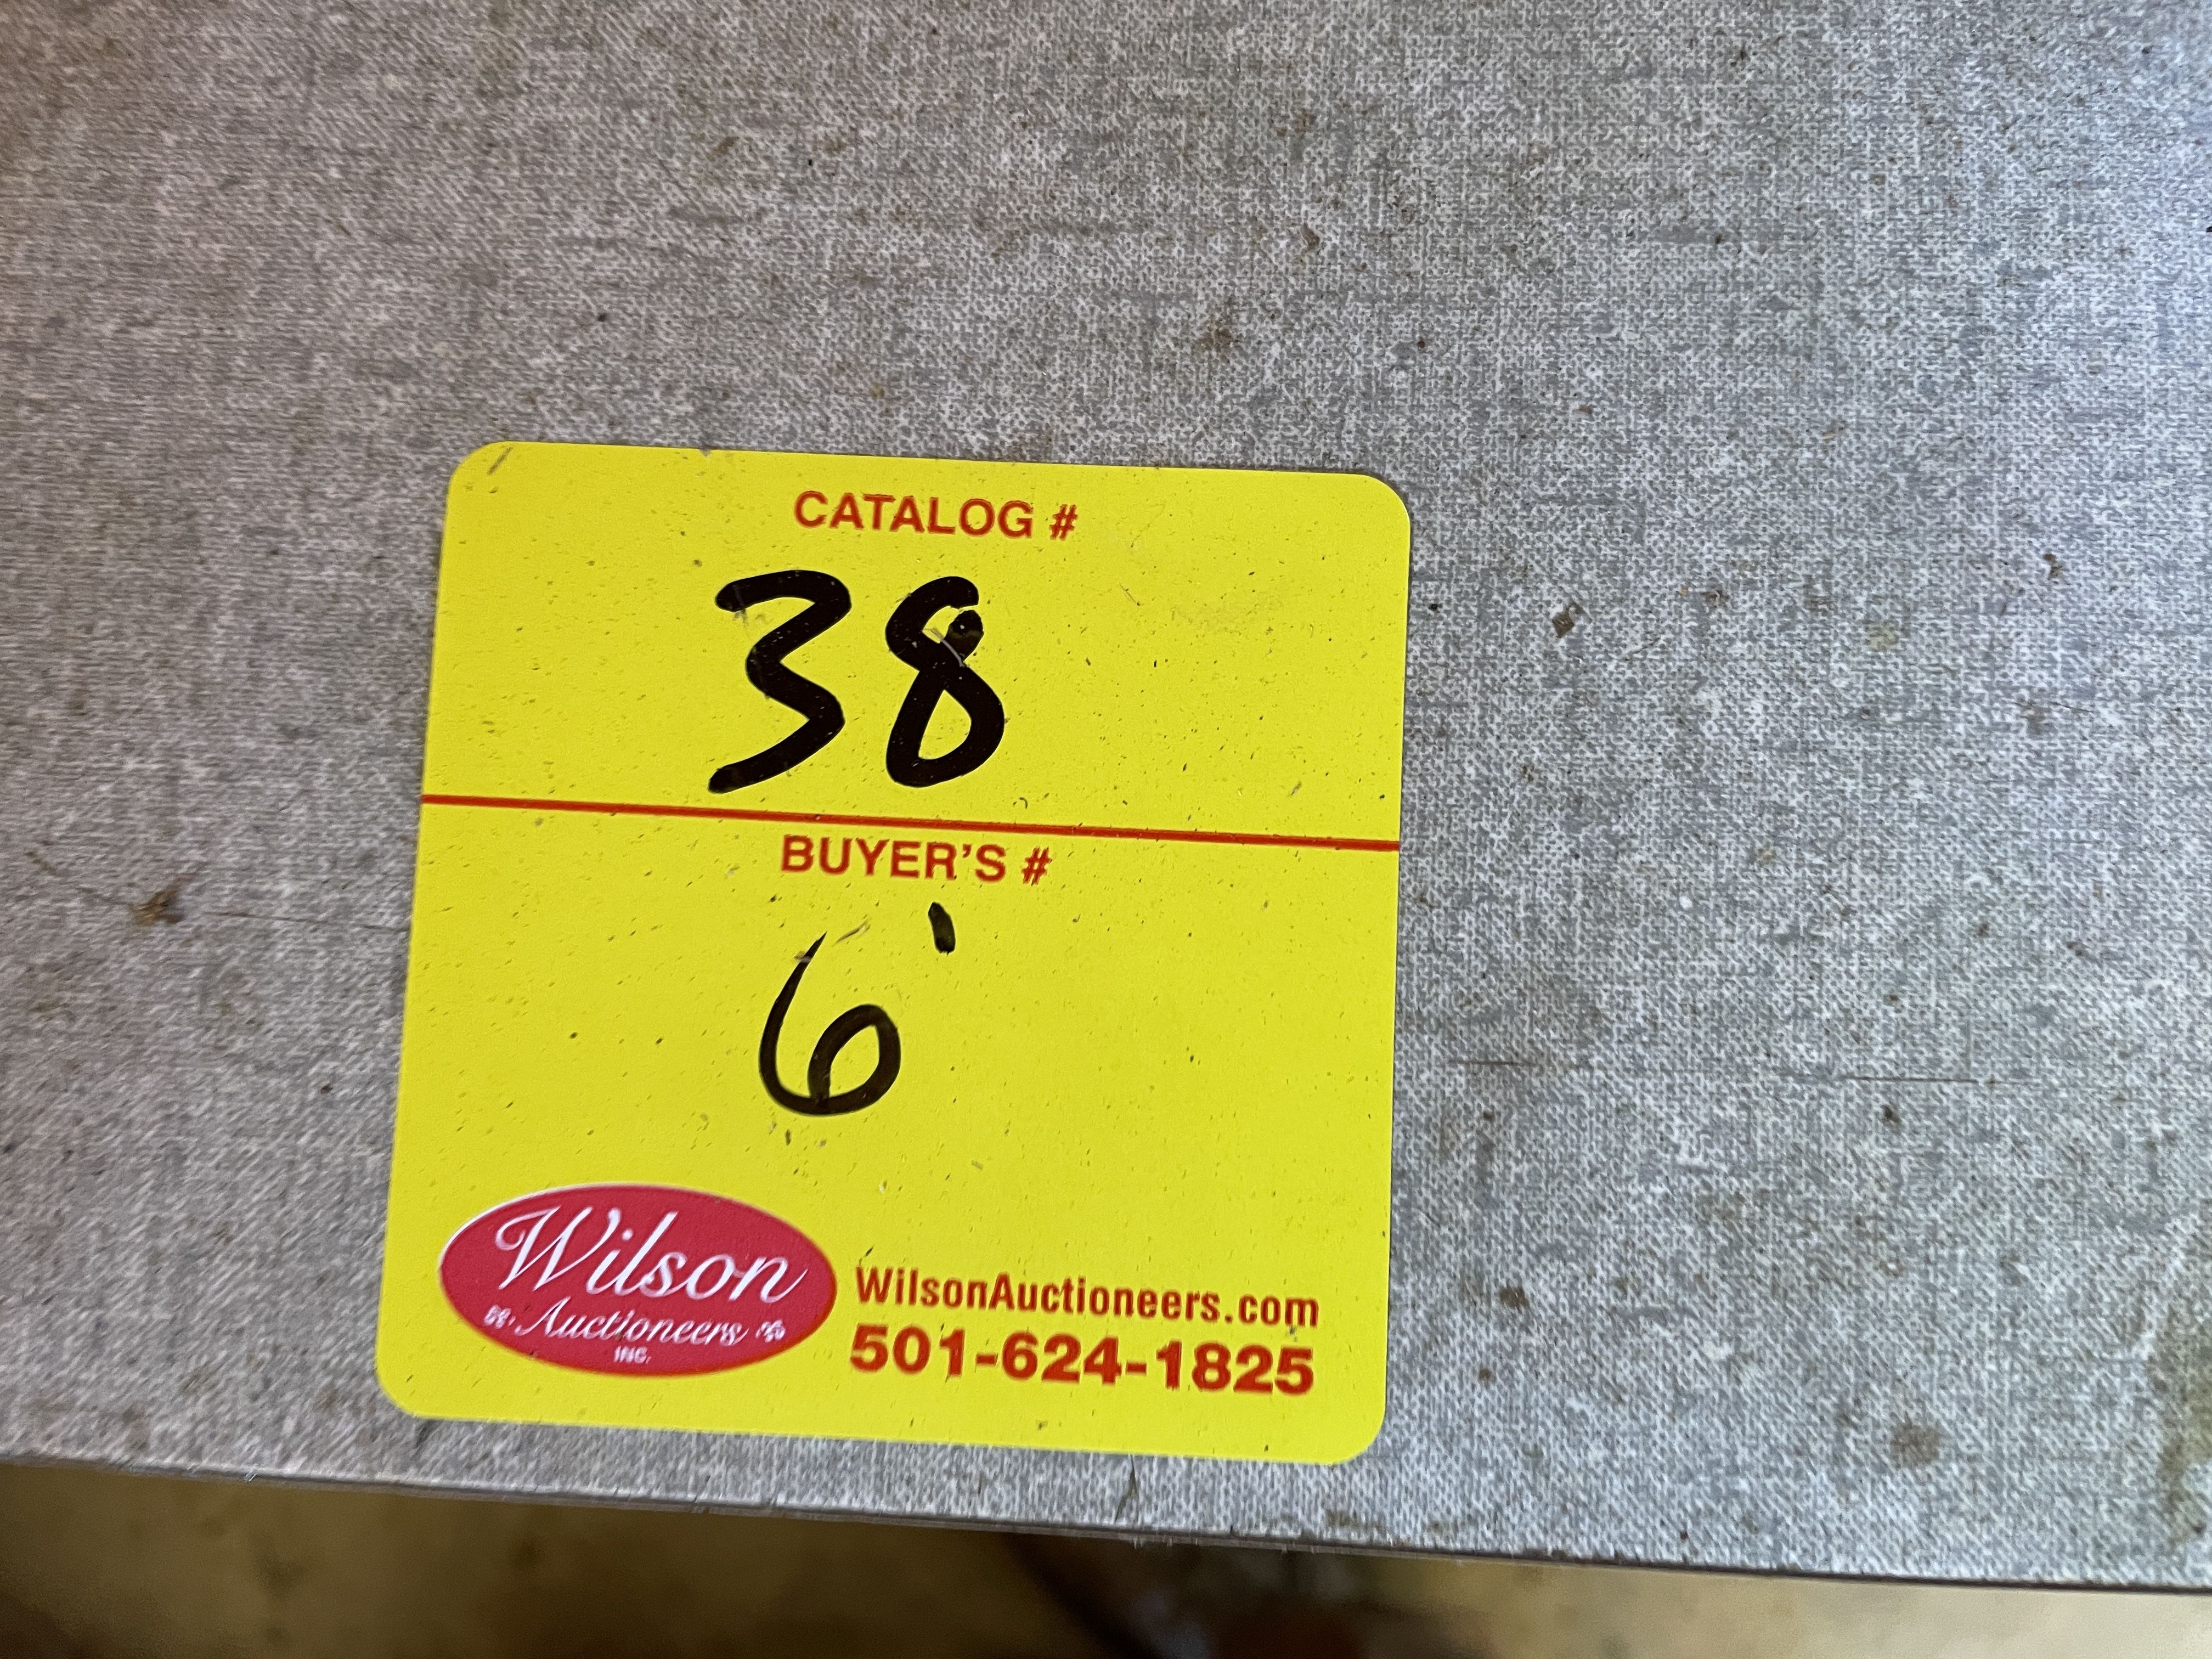 CATALOG #
38
BUYER'S #
6'
Wilson
Auctioneers
INC.
WilsonAuctioneers.com
501-624-1825